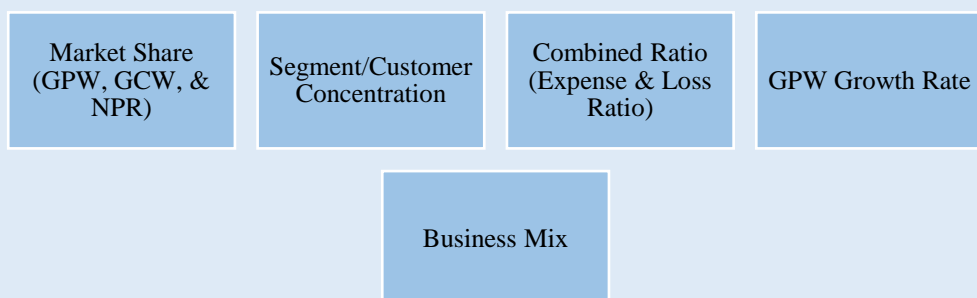 Market Share
(GPW, GCW, &
NPR)
Segment/Customer
Concentration
Combined Ratio
(Expense & Loss
Ratio)
GPW Growth Rate
Business Mix